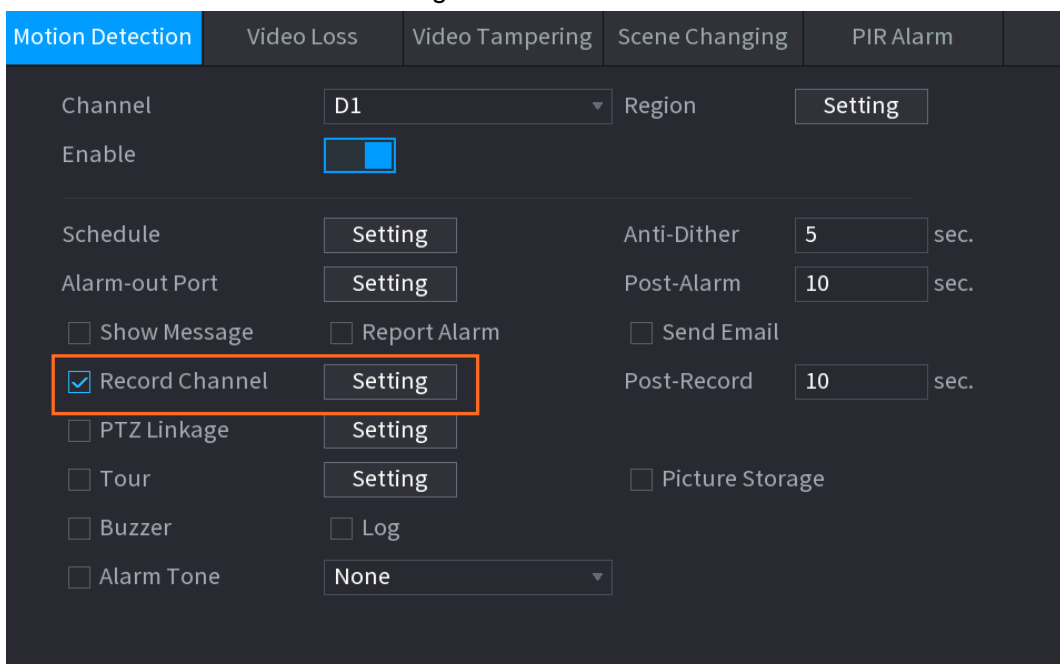 Motion Detection Video Loss Video Tampering Scene Changing PIR Alarm
Channel D1 Region Setting
Enable
Schedule Setting Anti-Dither 5 sec.
Alarm-out Port Setting Post-Alarm 10 sec.
Show Message Report Alarm Send Email
Record Channel Setting Post-Record 10 sec.
PTZ Linkage Setting
Tour Setting Picture Storage
Buzzer Log
Alarm Tone None